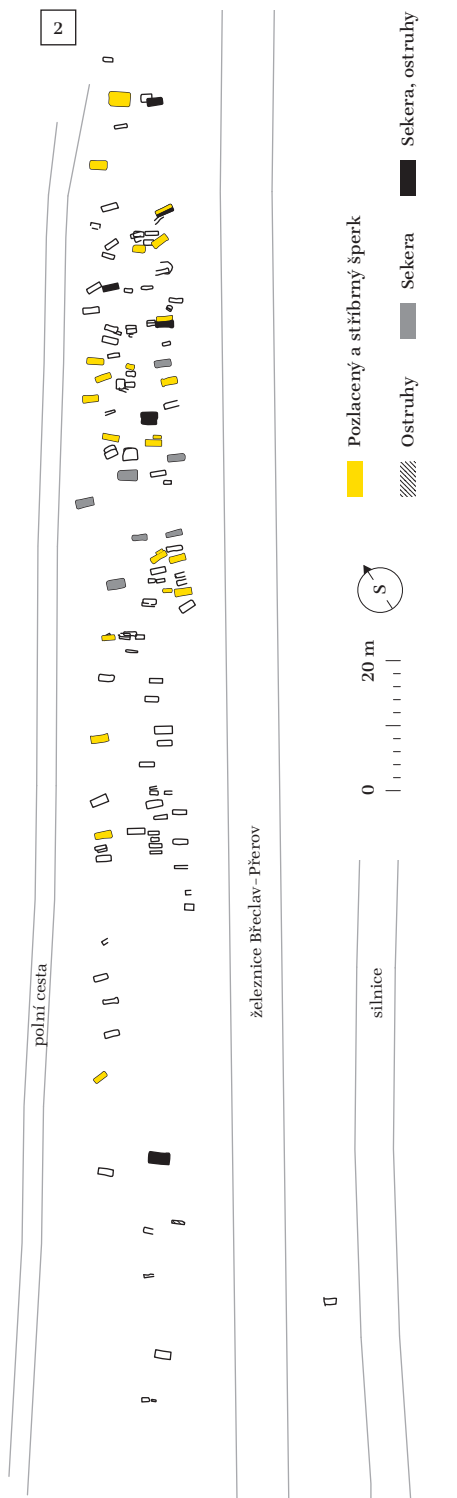 2
Pozlacený a stříbrný šperk
Ostruhy
Sekera
Sekera, ostruhy
S
0
20 m
polní cesta
železnice Břeclav–Přerov
silnice